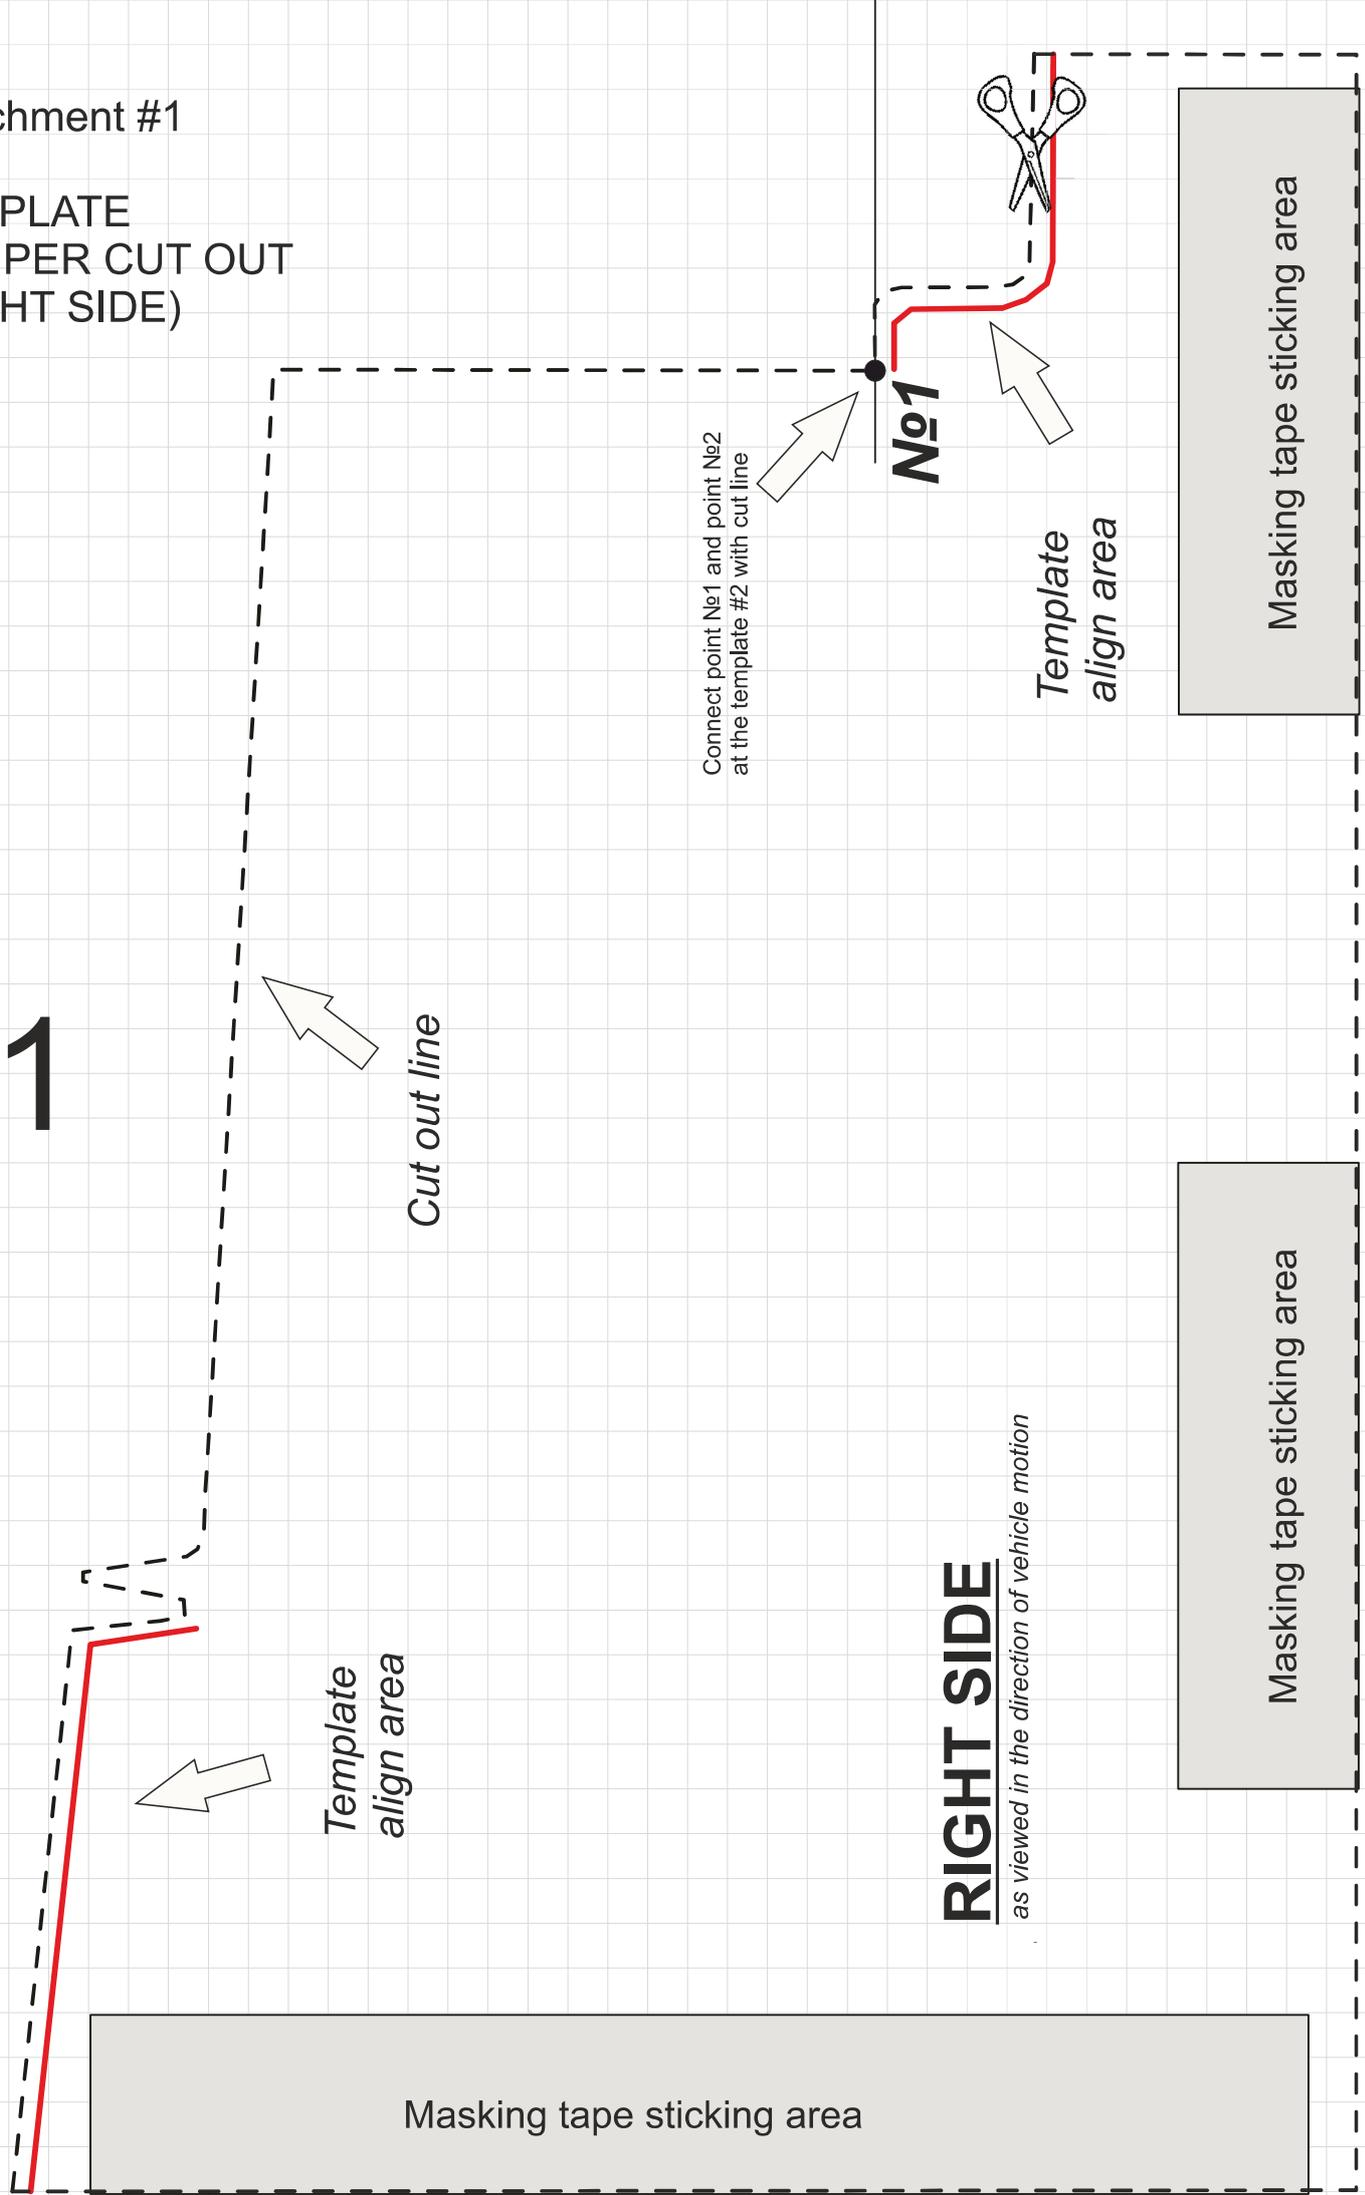 chment #1
PLATE
PER CUT OUT
HT SIDE)
Masking tape sticking area
№1
Connect point №1 and point №2
at the template #2 with cut line
Template
align area
1
Cut out line
Masking tape sticking area
RIGHT SIDE
as viewed in the direction of vehicle motion
Template
align area
Masking tape sticking area